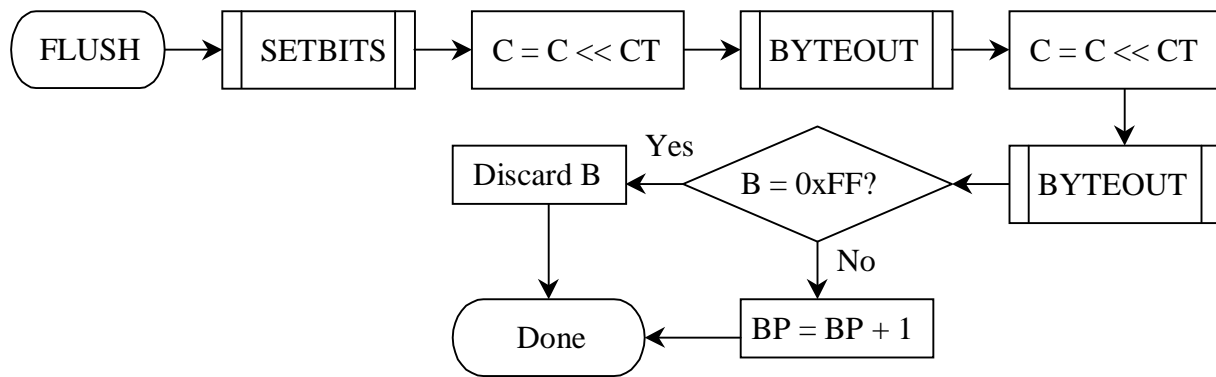 FLUSH
SETBITS
C = C << CT
BYTEOUT
C = C << CT
BYTEOUT
B = 0xFF?
Yes
Discard B
No
BP = BP + 1
Done